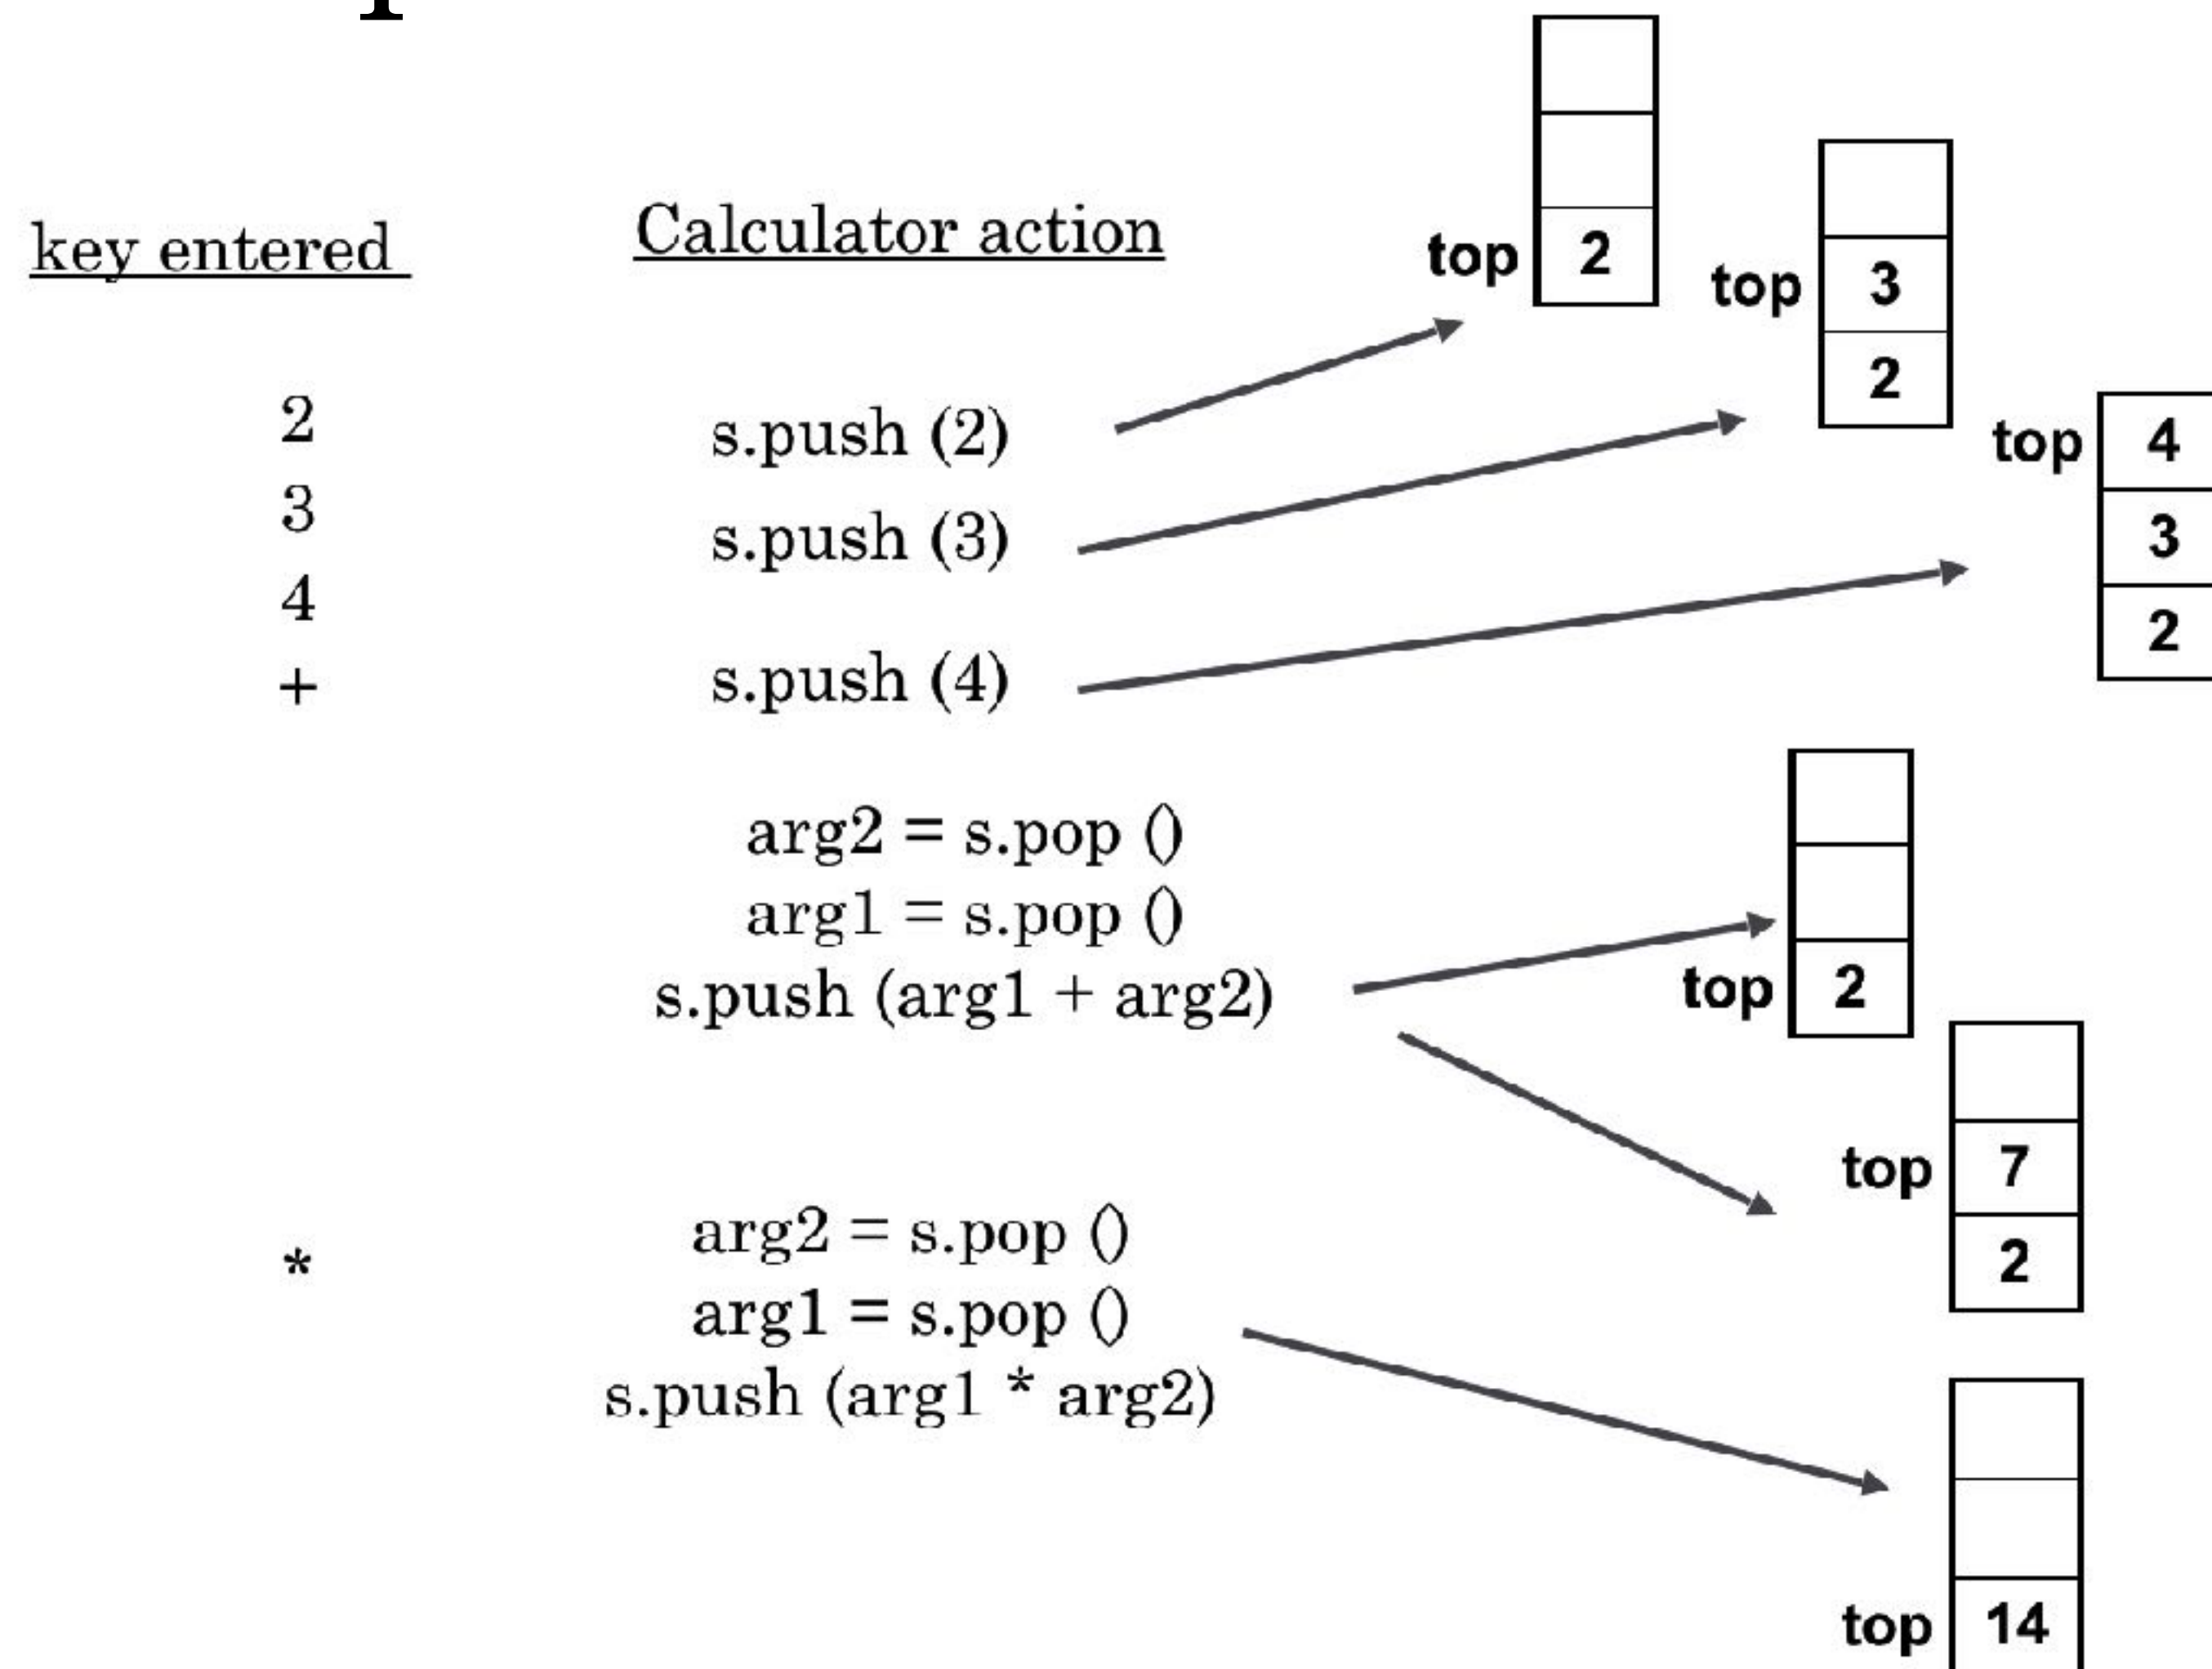 key entered
Calculator action
2
3
4
+
*
s.push (2)
s.push (3)
s.push (4)
arg2 = s.pop ()
arg1 = s.pop ()
s.push (arg1 + arg2)
arg2 = s.pop ()
arg1 = s.pop ()
s.push (arg1 * arg2)
top 2
top 3
2
top 4
3
2
top 2
top 7
2
top 14